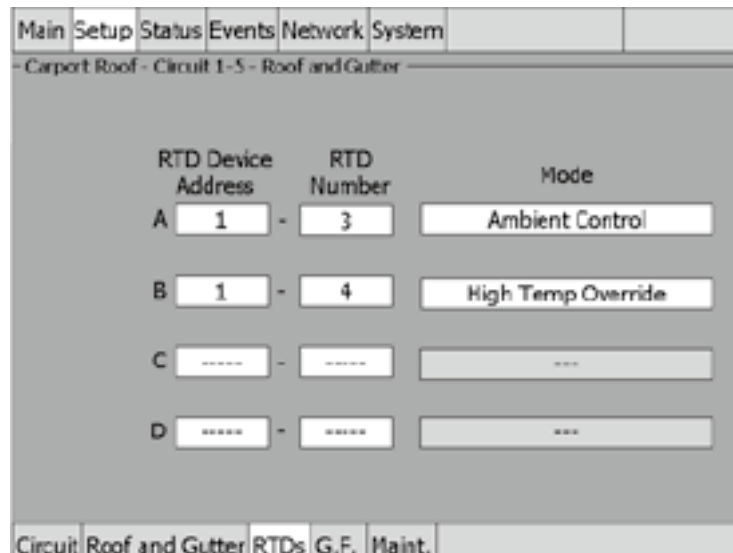 Main Setup Status Events Network System
Carport Roof - Circuit 1-5 - Roof and Gutter
RTD Device Address RTD Number Mode
A 1 - 3 Ambient Control
B 1 - 4 High Temp Override
C ----- - ----- ---
D ----- - ----- ---
Circuit Roof and Gutter RTDs G.F. Maint.